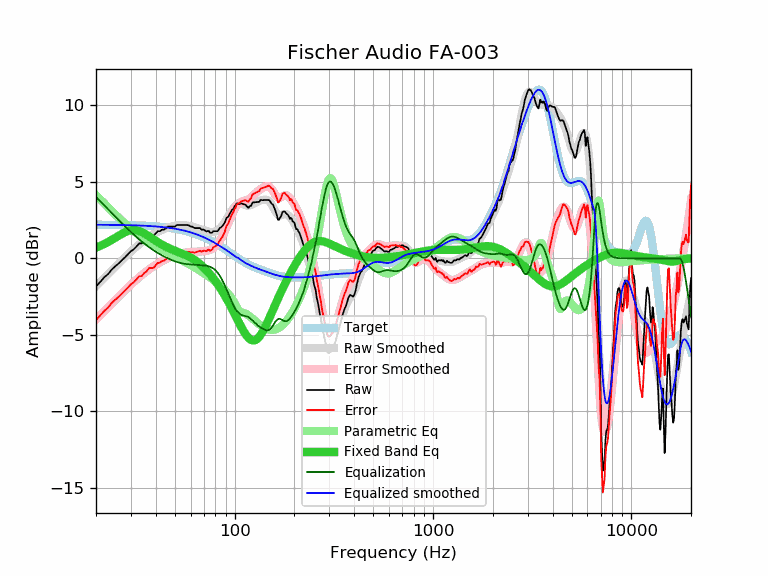 Fischer Audio FA-003
Amplitude (dBr)
10
5
0
−5
−10
−15
Target
Raw Smoothed
Error Smoothed
Raw
Error
Parametric Eq
Fixed Band Eq
Equalization
Equalized smoothed
100
1000
10000
Frequency (Hz)